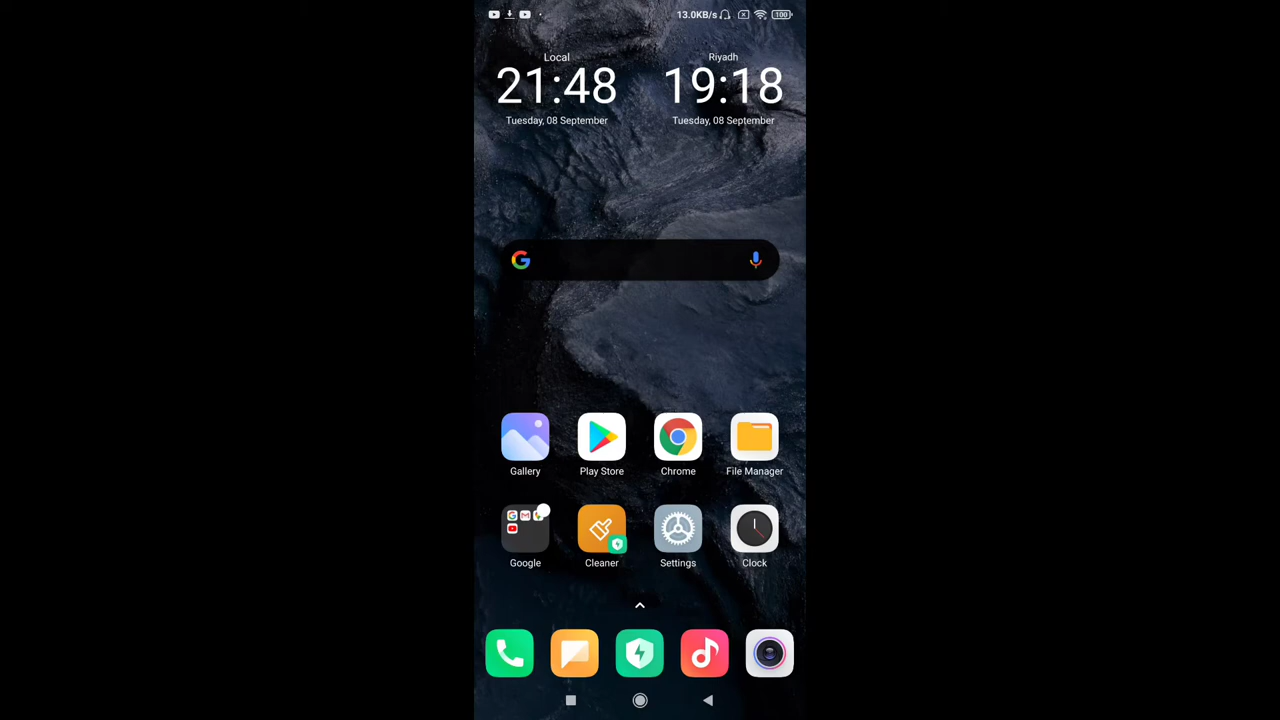 13.0KB/s 100
Local Riyadh
21:48 19:18
Tuesday, 08 September Tuesday, 08 September
Gallery Play Store Chrome File Manager
Google Cleaner Settings Clock